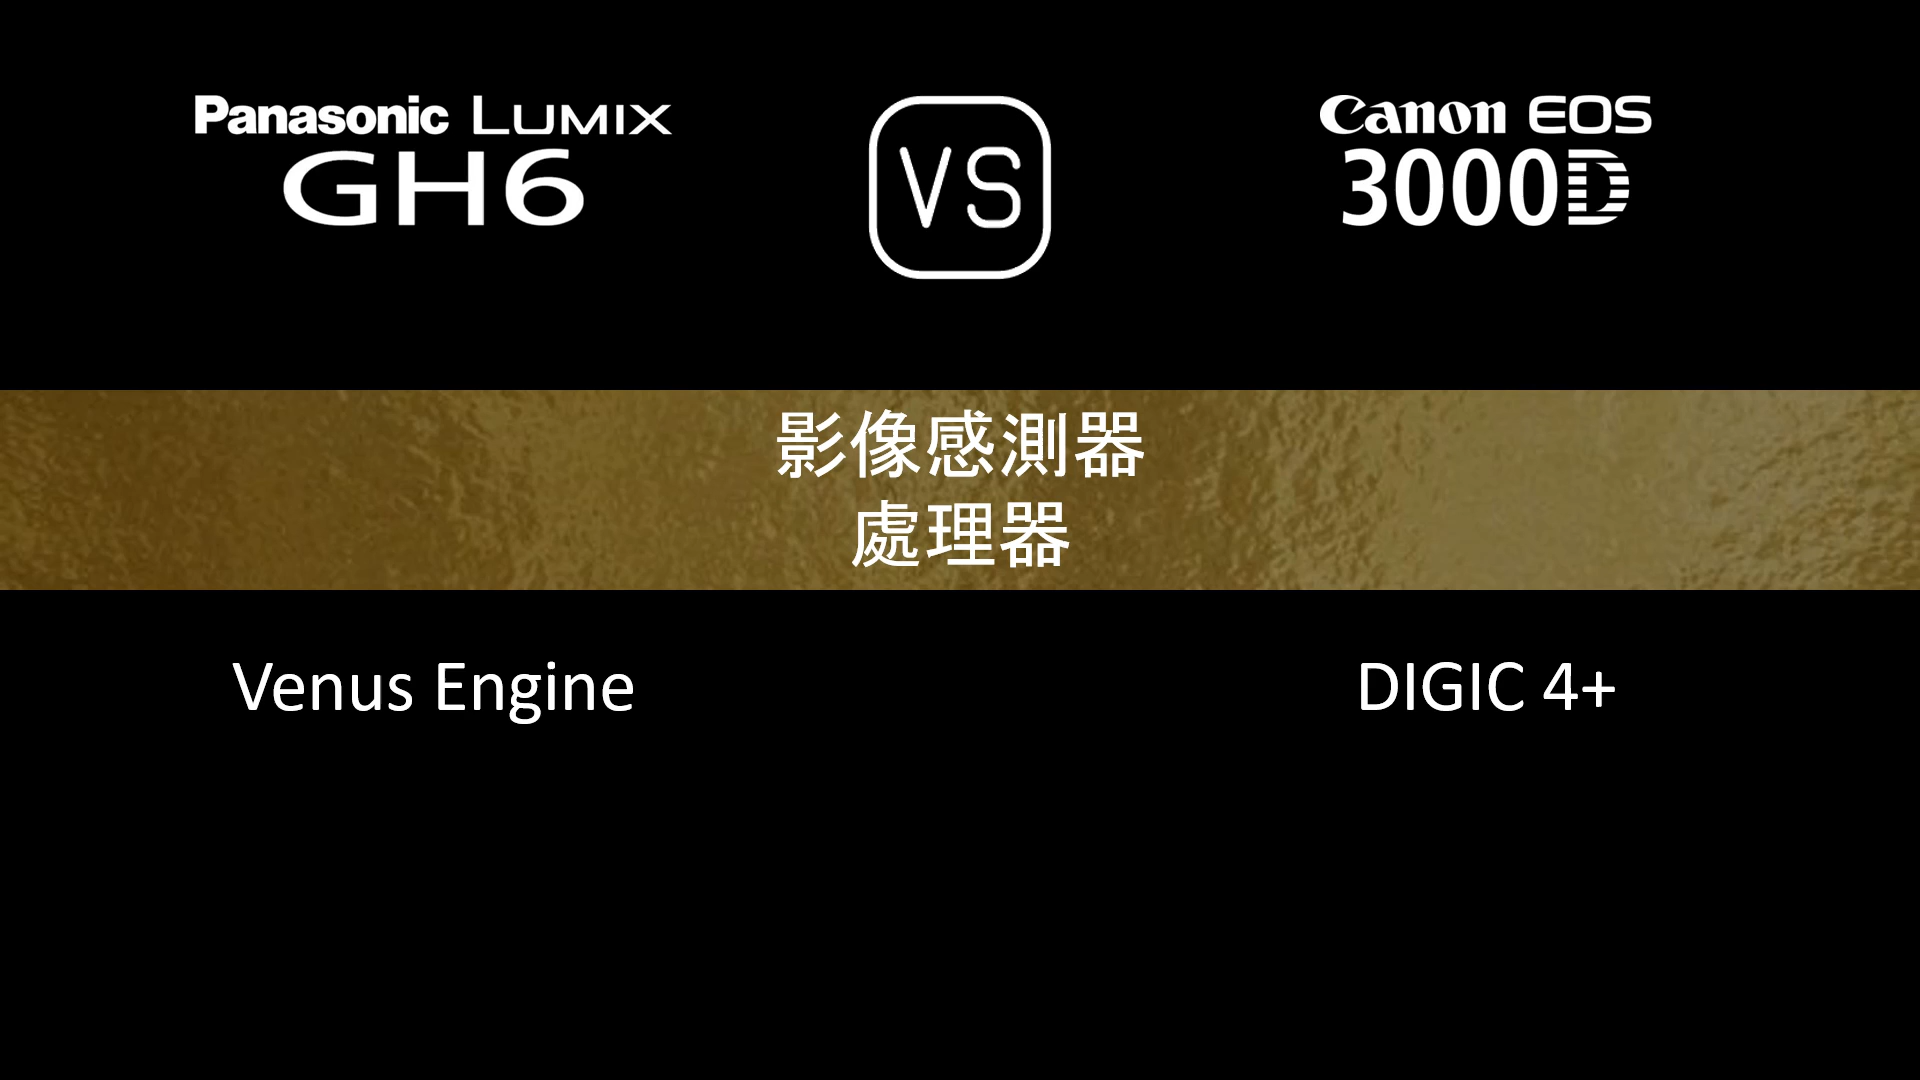 Panasonic LUMIX
GH6
VS
Canon EOS
3000D
影像感測器
處理器
Venus Engine
DIGIC 4+